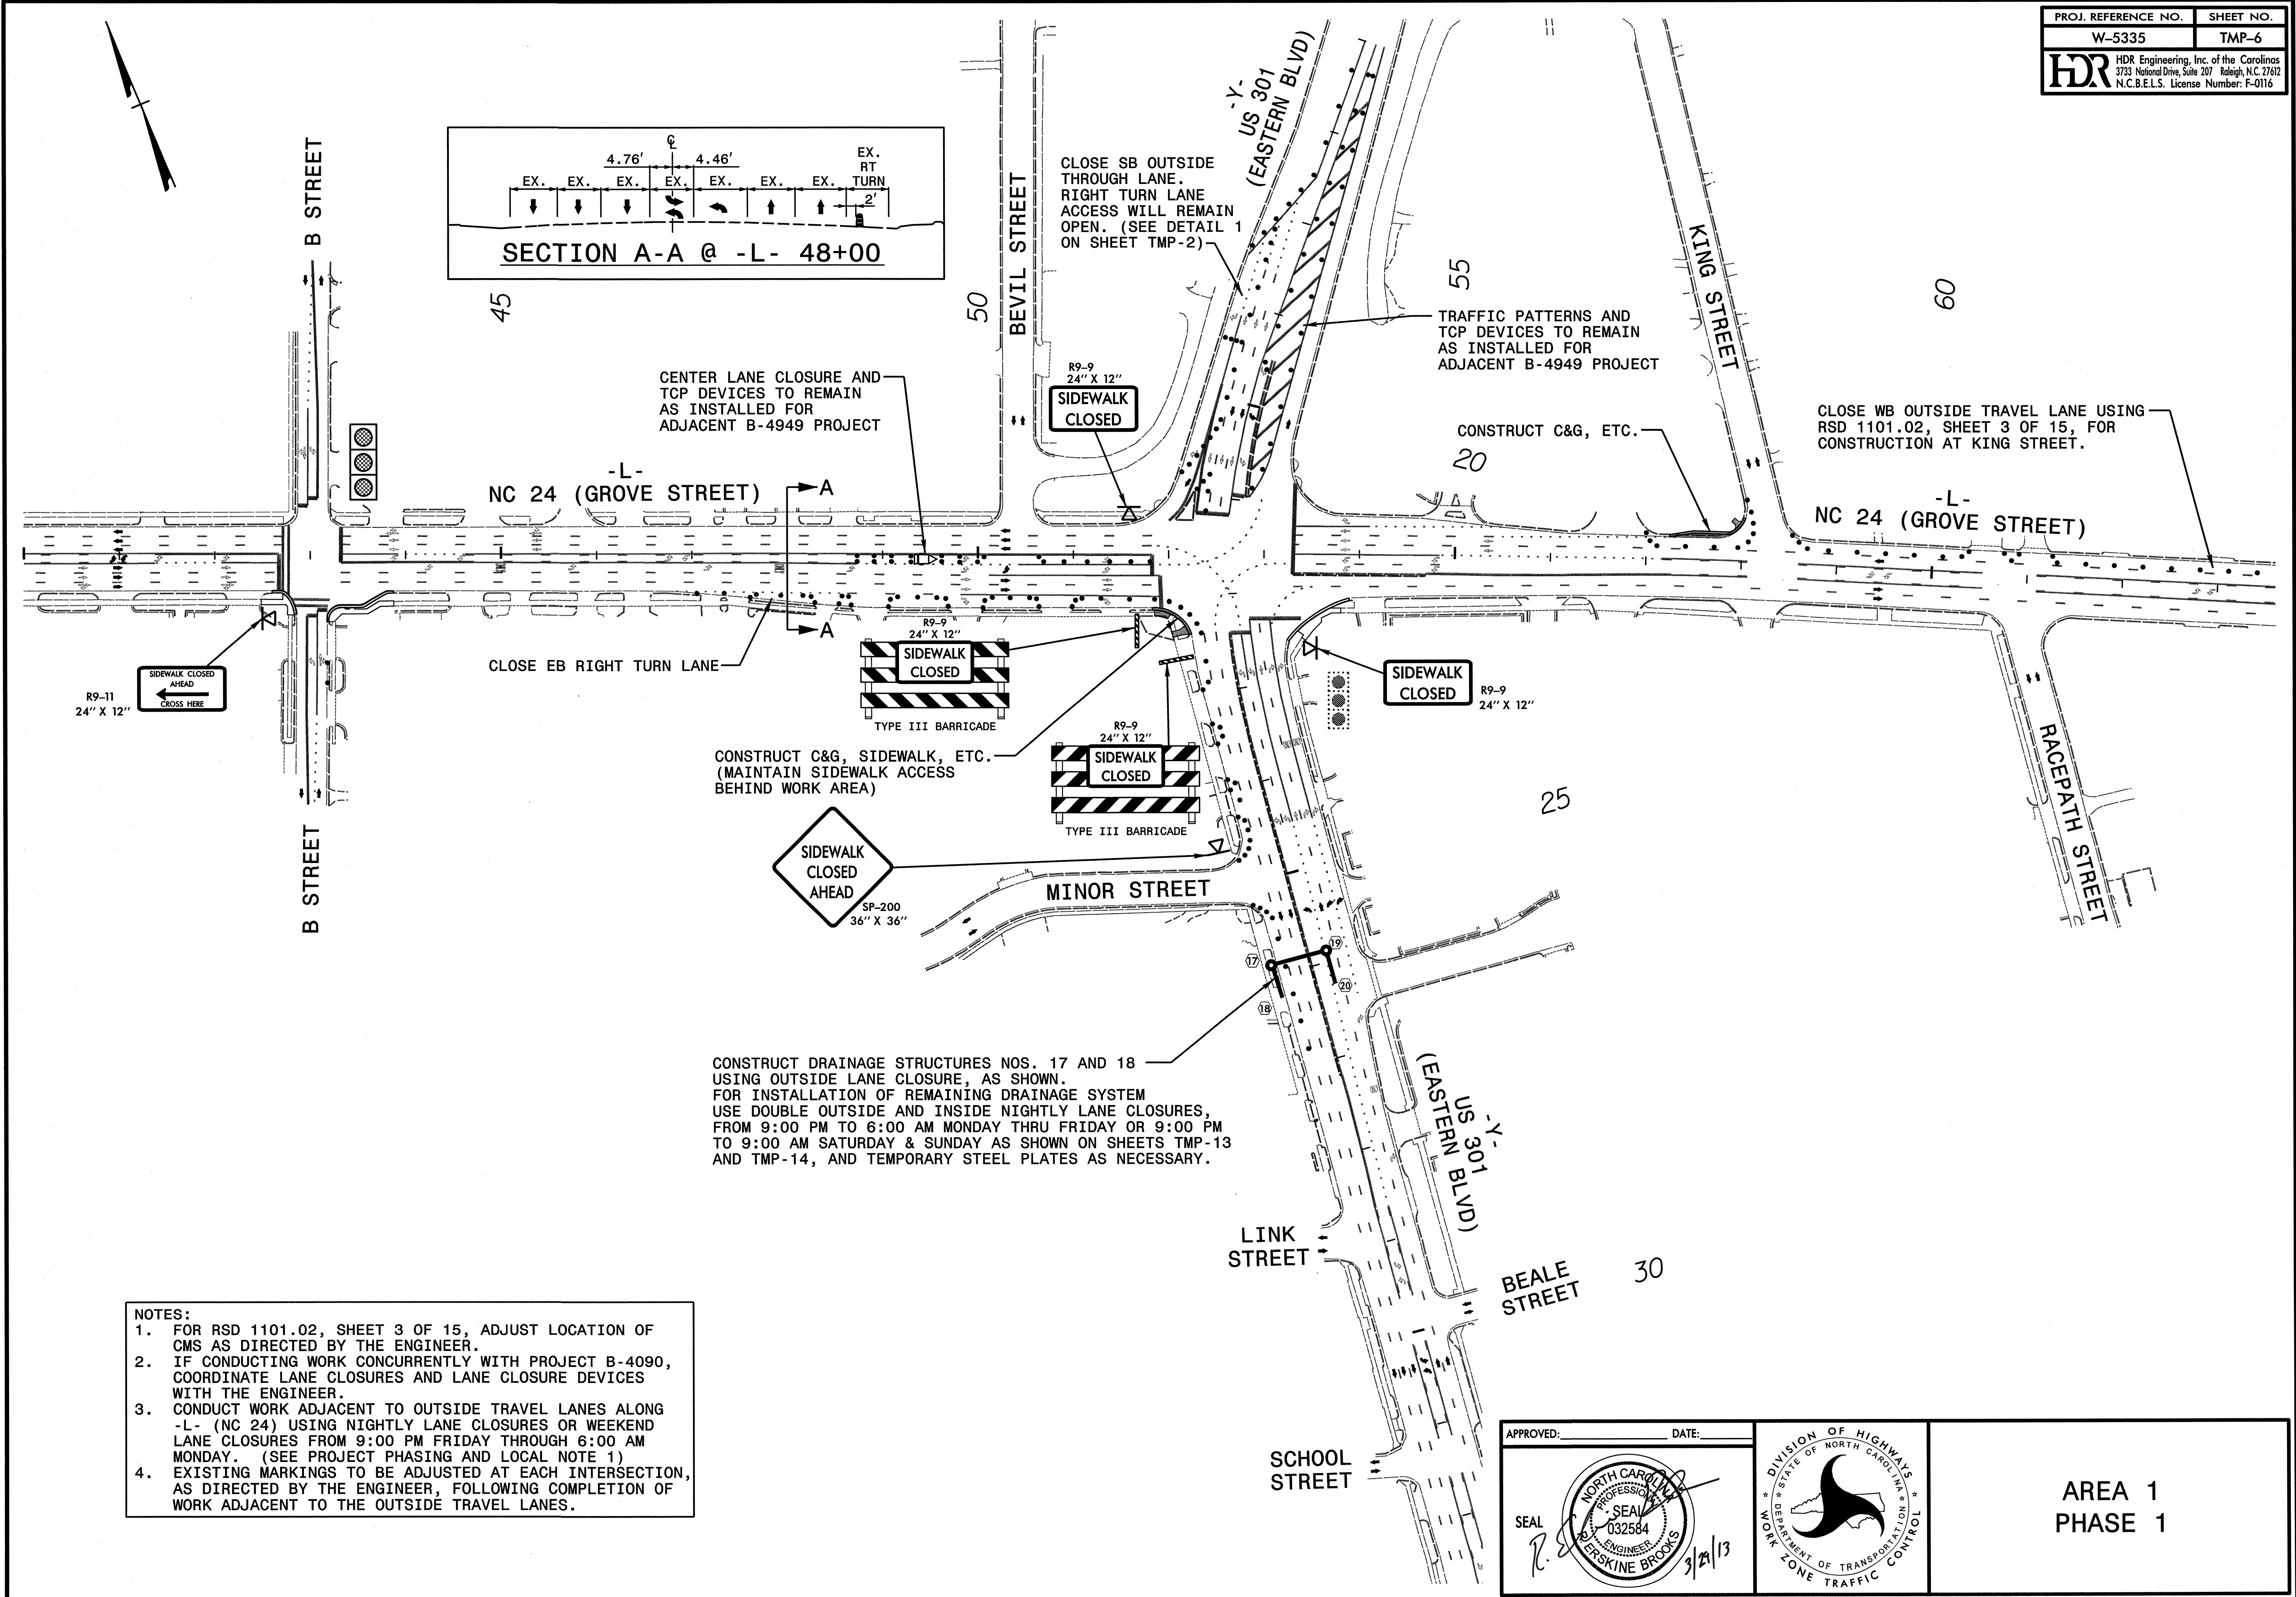 PROJ. REFERENCE NO.
SHEET NO.
W–5335
TMP–6
HDR
HDR Engineering, Inc. of the Carolinas
3733 National Drive, Suite 207 Raleigh, N.C. 27612
N.C.B.E.L.S. License Number: F–0116
B STREET
4.76'
℄
4.46'
EX.
EX.
EX.
EX.
EX.
EX.
EX.
EX.
RT
TURN
2'
SECTION A-A @ -L- 48+00
45
50
BEVIL STREET
-Y-
US 301
(EASTERN BLVD)
CLOSE SB OUTSIDE
THROUGH LANE.
RIGHT TURN LANE
ACCESS WILL REMAIN
OPEN. (SEE DETAIL 1
ON SHEET TMP-2)
55
KING STREET
60
TRAFFIC PATTERNS AND
TCP DEVICES TO REMAIN
AS INSTALLED FOR
ADJACENT B-4949 PROJECT
CENTER LANE CLOSURE AND
TCP DEVICES TO REMAIN
AS INSTALLED FOR
ADJACENT B-4949 PROJECT
R9–9
24" X 12"
SIDEWALK
CLOSED
CONSTRUCT C&G, ETC.
20
CLOSE WB OUTSIDE TRAVEL LANE USING
RSD 1101.02, SHEET 3 OF 15, FOR
CONSTRUCTION AT KING STREET.
-L-
NC 24 (GROVE STREET)
A
-L-
NC 24 (GROVE STREET)
A
R9–11
24" X 12"
SIDEWALK CLOSED
AHEAD
CROSS HERE
CLOSE EB RIGHT TURN LANE
R9–9
24" X 12"
SIDEWALK
CLOSED
TYPE III BARRICADE
SIDEWALK
CLOSED
R9–9
24" X 12"
CONSTRUCT C&G, SIDEWALK, ETC.
(MAINTAIN SIDEWALK ACCESS
BEHIND WORK AREA)
R9–9
24" X 12"
SIDEWALK
CLOSED
TYPE III BARRICADE
B STREET
SIDEWALK
CLOSED
AHEAD
SP–200
36" X 36"
MINOR STREET
25
RACEPATH STREET
17
18
19
20
CONSTRUCT DRAINAGE STRUCTURES NOS. 17 AND 18
USING OUTSIDE LANE CLOSURE, AS SHOWN.
FOR INSTALLATION OF REMAINING DRAINAGE SYSTEM
USE DOUBLE OUTSIDE AND INSIDE NIGHTLY LANE CLOSURES,
FROM 9:00 PM TO 6:00 AM MONDAY THRU FRIDAY OR 9:00 PM
TO 9:00 AM SATURDAY & SUNDAY AS SHOWN ON SHEETS TMP-13
AND TMP-14, AND TEMPORARY STEEL PLATES AS NECESSARY.
-Y-
US 301
(EASTERN BLVD)
LINK
STREET
BEALE
STREET
30
SCHOOL
STREET
NOTES:
1. FOR RSD 1101.02, SHEET 3 OF 15, ADJUST LOCATION OF
CMS AS DIRECTED BY THE ENGINEER.
2. IF CONDUCTING WORK CONCURRENTLY WITH PROJECT B-4090,
COORDINATE LANE CLOSURES AND LANE CLOSURE DEVICES
WITH THE ENGINEER.
3. CONDUCT WORK ADJACENT TO OUTSIDE TRAVEL LANES ALONG
-L- (NC 24) USING NIGHTLY LANE CLOSURES OR WEEKEND
LANE CLOSURES FROM 9:00 PM FRIDAY THROUGH 6:00 AM
MONDAY. (SEE PROJECT PHASING AND LOCAL NOTE 1)
4. EXISTING MARKINGS TO BE ADJUSTED AT EACH INTERSECTION,
AS DIRECTED BY THE ENGINEER, FOLLOWING COMPLETION OF
WORK ADJACENT TO THE OUTSIDE TRAVEL LANES.
APPROVED: DATE:
SEAL
NORTH CAROLINA
PROFESSIONAL
SEAL
032584
ENGINEER
R. ERSKINE BROOKS
3/29/13
DIVISION OF HIGHWAYS
STATE OF NORTH CAROLINA
DEPARTMENT OF TRANSPORTATION
WORK ZONE TRAFFIC CONTROL
AREA 1
PHASE 1